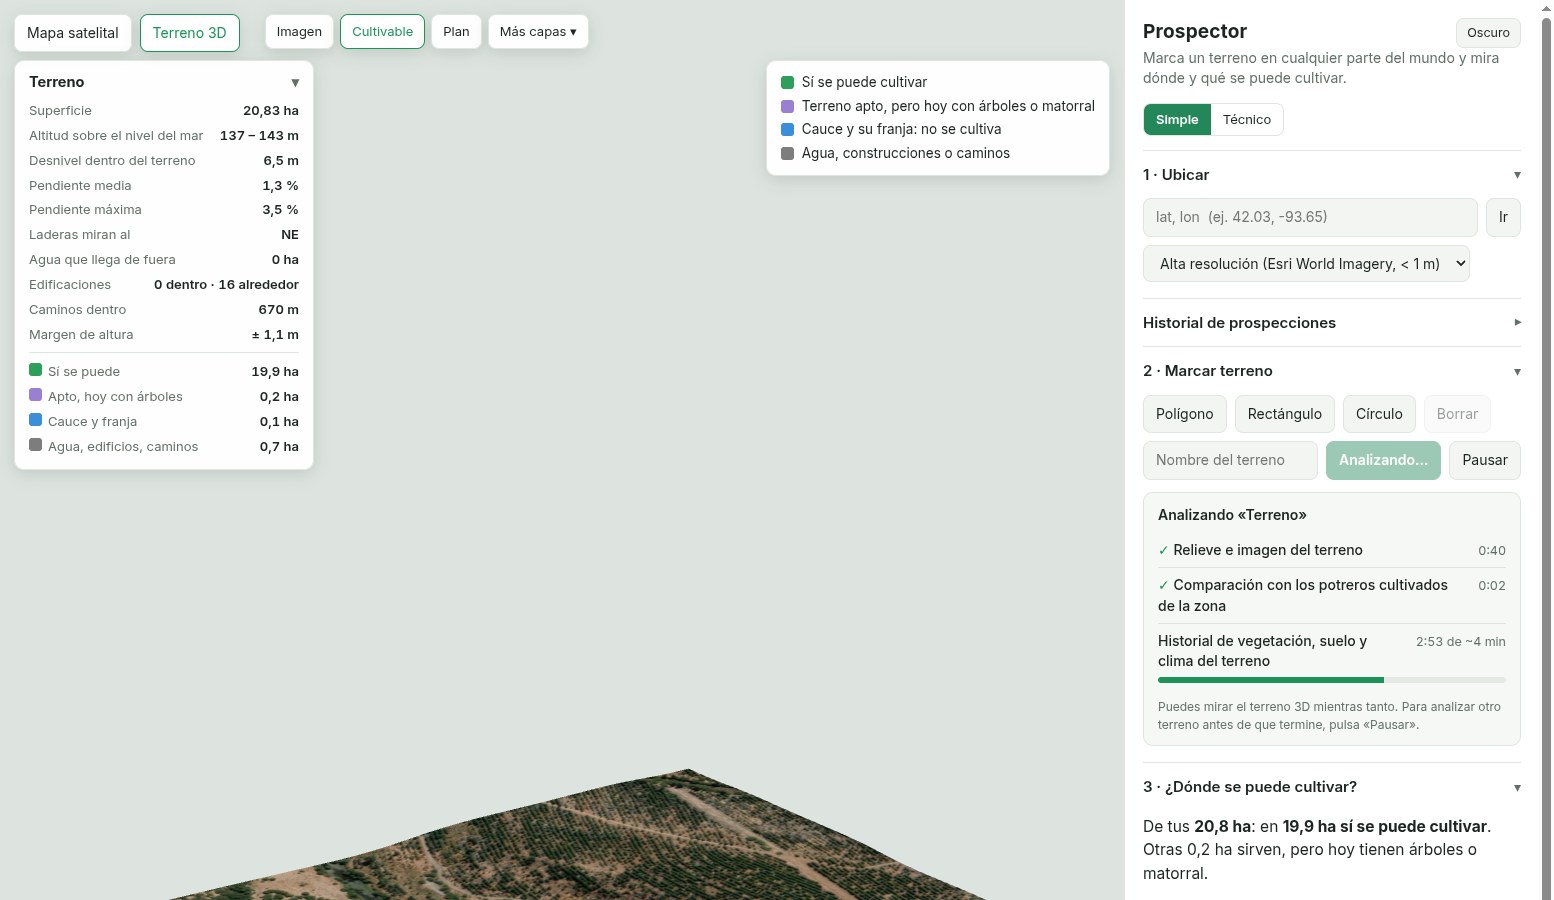 Mapa satelital
Terreno 3D
Imagen
Cultivable
Plan
Más capas ▾
Terreno ▾
Superficie 20,83 ha
Altitud sobre el nivel del mar 137 – 143 m
Desnivel dentro del terreno 6,5 m
Pendiente media 1,3 %
Pendiente máxima 3,5 %
Laderas miran al NE
Agua que llega de fuera 0 ha
Edificaciones 0 dentro · 16 alrededor
Caminos dentro 670 m
Margen de altura ± 1,1 m
Sí se puede 19,9 ha
Apto, hoy con árboles 0,2 ha
Cauce y franja 0,1 ha
Agua, edificios, caminos 0,7 ha
Sí se puede cultivar
Terreno apto, pero hoy con árboles o matorral
Cauce y su franja: no se cultiva
Agua, construcciones o caminos
Prospector
Oscuro
Marca un terreno en cualquier parte del mundo y mira
dónde y qué se puede cultivar.
Simple
Técnico
1 · Ubicar ▾
lat, lon (ej. 42.03, -93.65)
Ir
Alta resolución (Esri World Imagery, < 1 m)
Historial de prospecciones ▸
2 · Marcar terreno ▾
Polígono
Rectángulo
Círculo
Borrar
Nombre del terreno
Analizando...
Pausar
Analizando «Terreno»
✓ Relieve e imagen del terreno 0:40
✓ Comparación con los potreros cultivados 0:02
de la zona
Historial de vegetación, suelo y 2:53 de ~4 min
clima del terreno
Puedes mirar el terreno 3D mientras tanto. Para analizar otro
terreno antes de que termine, pulsa «Pausar».
3 · ¿Dónde se puede cultivar? ▾
De tus 20,8 ha: en 19,9 ha sí se puede cultivar.
Otras 0,2 ha sirven, pero hoy tienen árboles o
matorral.